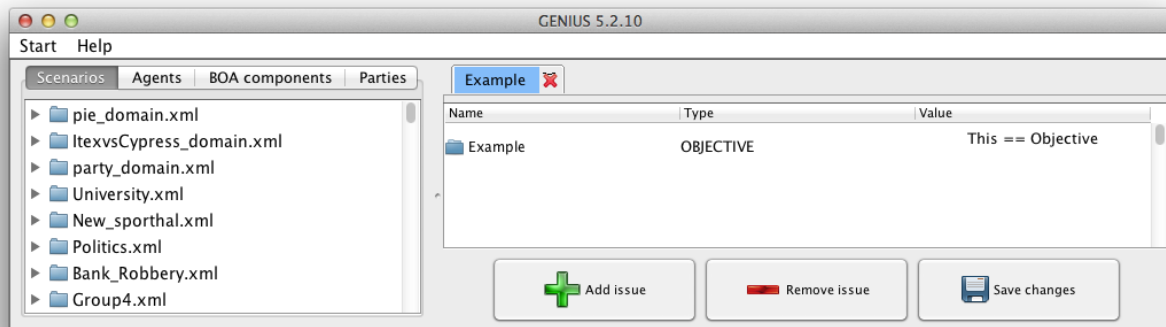 GENIUS 5.2.10
Start Help
Scenarios Agents BOA components Parties
pie_domain.xml
ItexvsCypress_domain.xml
party_domain.xml
University.xml
New_sporthal.xml
Politics.xml
Bank_Robbery.xml
Group4.xml
Example
Name Type Value
Example OBJECTIVE This == Objective
Add issue Remove issue Save changes